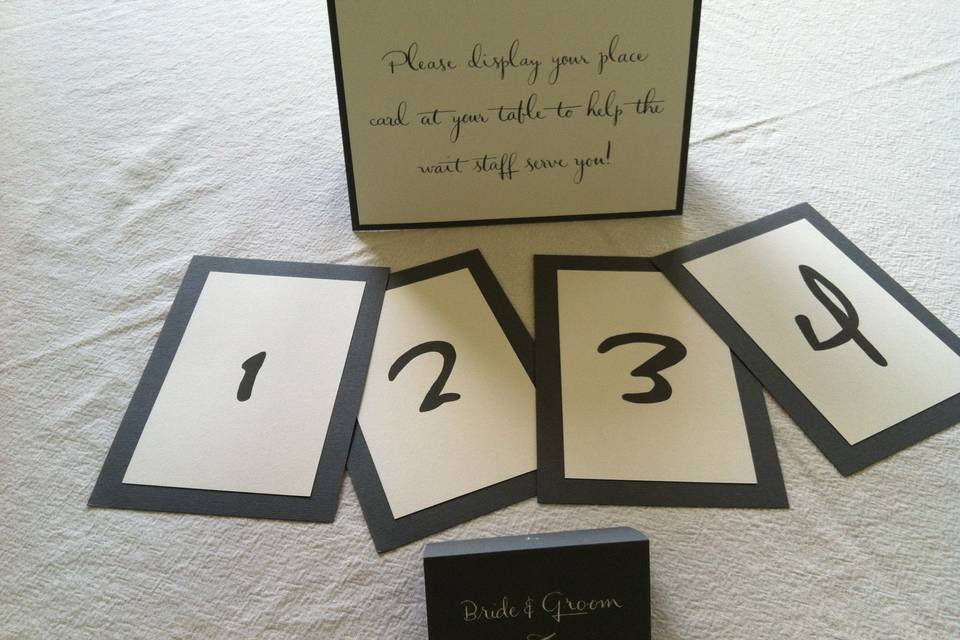 Please display your place
card at your table to help the
wait staff serve you!
1
2
3
4
Bride & Groom